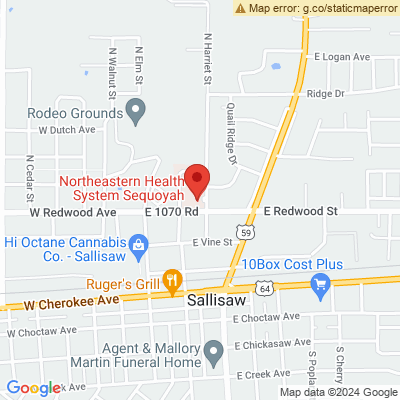 Map error: g.co/staticmaperror
E Logan Ave
N Harriet St
N Elm St
N Walnut St
Ridge Dr
Rodeo Grounds
Quail Ridge Dr
W Dutch Ave
N Cedar St
Northeastern Health
System Sequoyah
W Redwood Ave
E 1070 Rd
E Redwood St
59
E Vine St
Hi Octane Cannabis
Co. - Sallisaw
10Box Cost Plus
Ruger's Grill
64
W Cherokee Ave
Sallisaw
W Choctaw Ave
E Choctaw Ave
Agent & Mallory
Martin Funeral Home
E Chickasaw Ave
E Creek Ave
S Popla
S Cherry
Google
Map data ©2024 Google